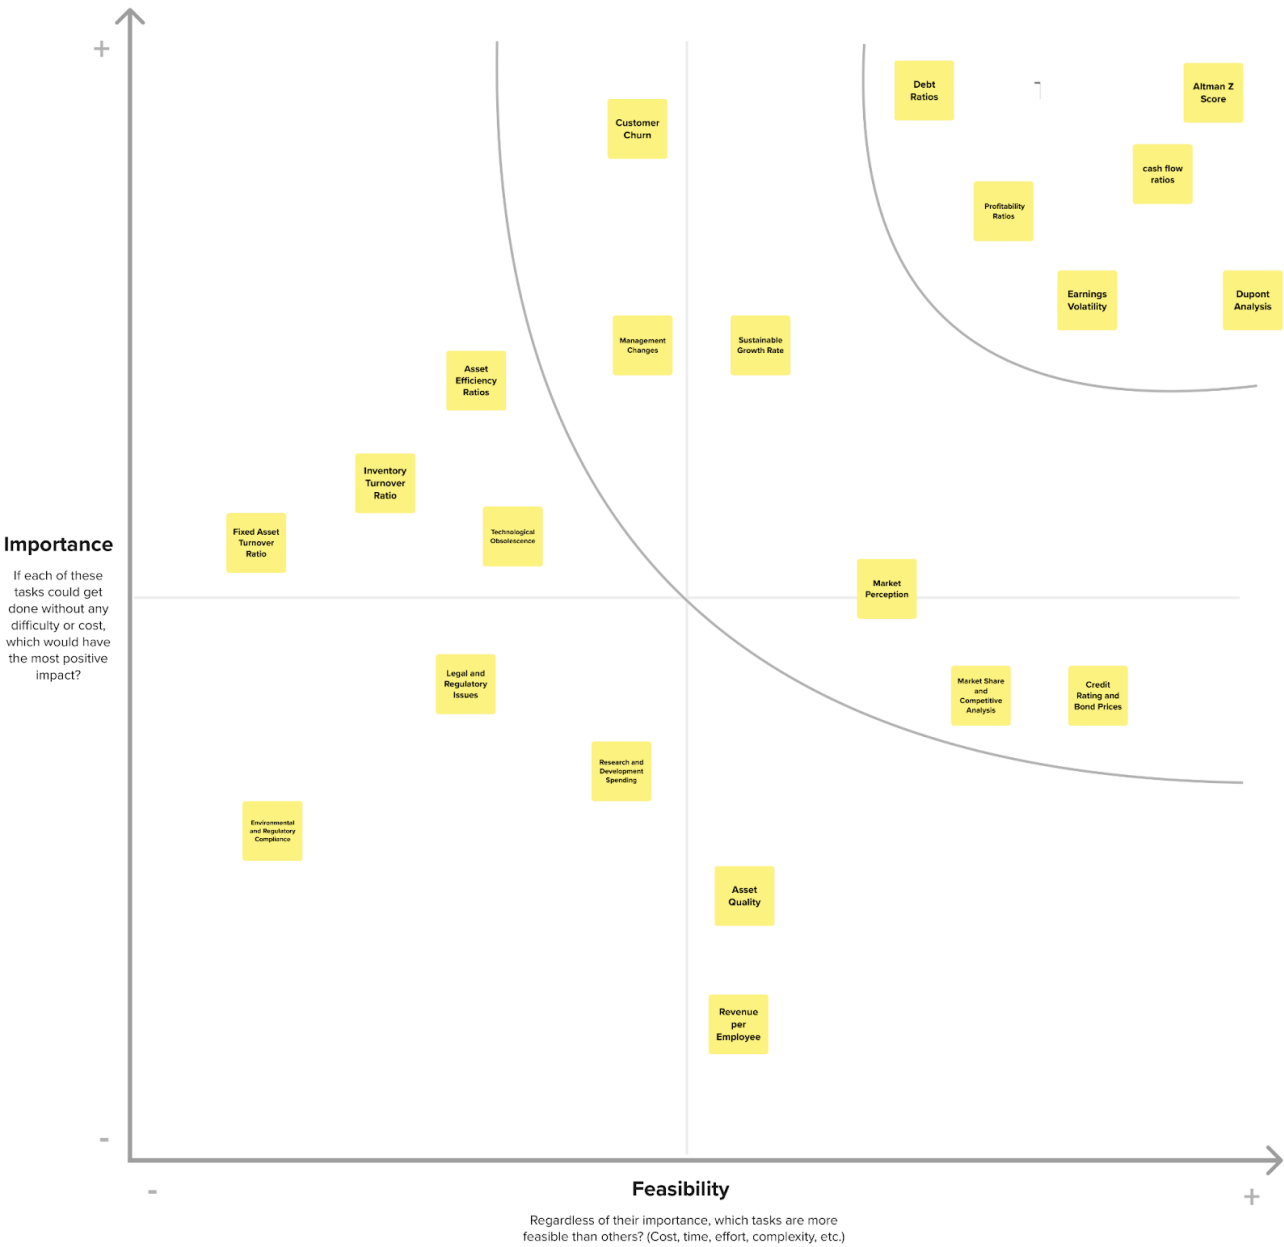 +
Debt
Ratios
Altman Z
Score
Customer
Churn
cash flow
ratios
Profitability
Ratios
Earnings
Volatility
Dupont
Analysis
Management
Changes
Sustainable
Growth Rate
Asset
Efficiency
Ratios
Inventory
Turnover
Ratio
Fixed Asset
Turnover
Ratio
Technological
Obsolescence
Importance
If each of these
tasks could get
done without any
difficulty or cost,
which would have
the most positive
impact?
Market
Perception
Legal and
Regulatory
Issues
Market Share
and
Competitive
Analysis
Credit
Rating and
Bond Prices
Research and
Development
Spending
Environmental
and Regulatory
Compliance
Asset
Quality
Revenue
per
Employee
-
-
Feasibility
+
Regardless of their importance, which tasks are more
feasible than others? (Cost, time, effort, complexity, etc.)